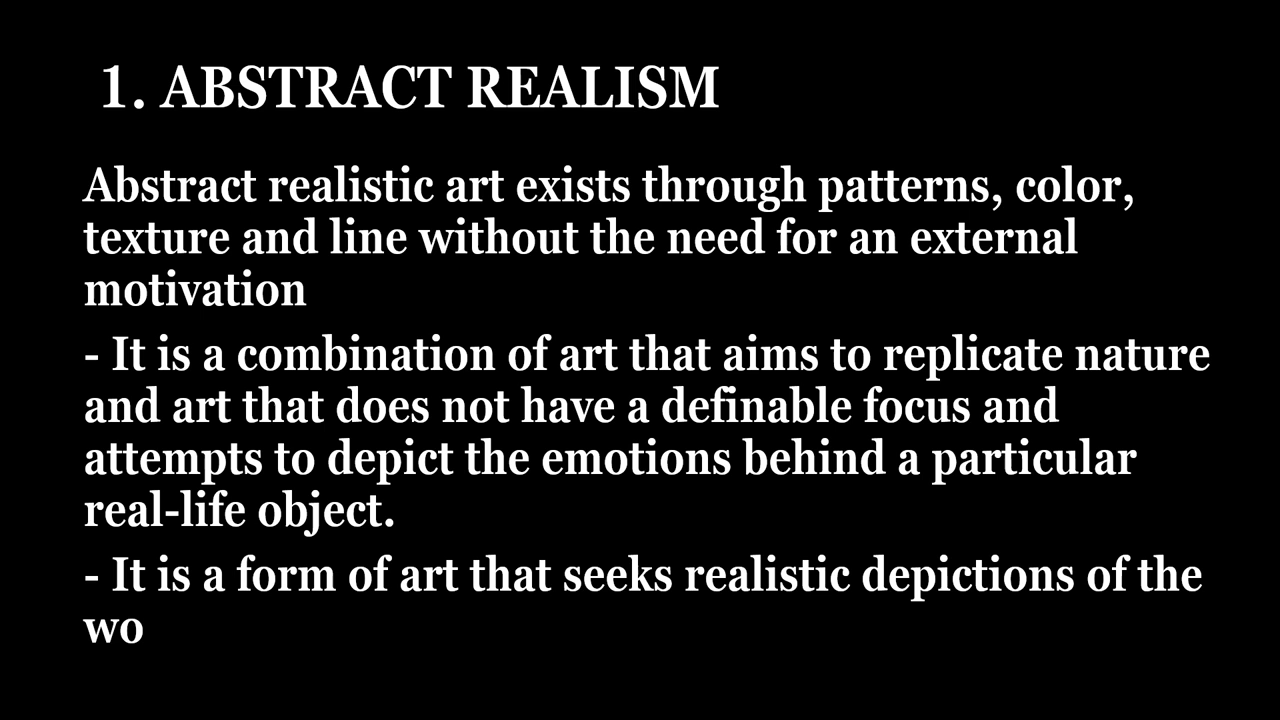 1. ABSTRACT REALISM
Abstract realistic art exists through patterns, color,
texture and line without the need for an external
motivation
- It is a combination of art that aims to replicate nature
and art that does not have a definable focus and
attempts to depict the emotions behind a particular
real-life object.
- It is a form of art that seeks realistic depictions of the
wo